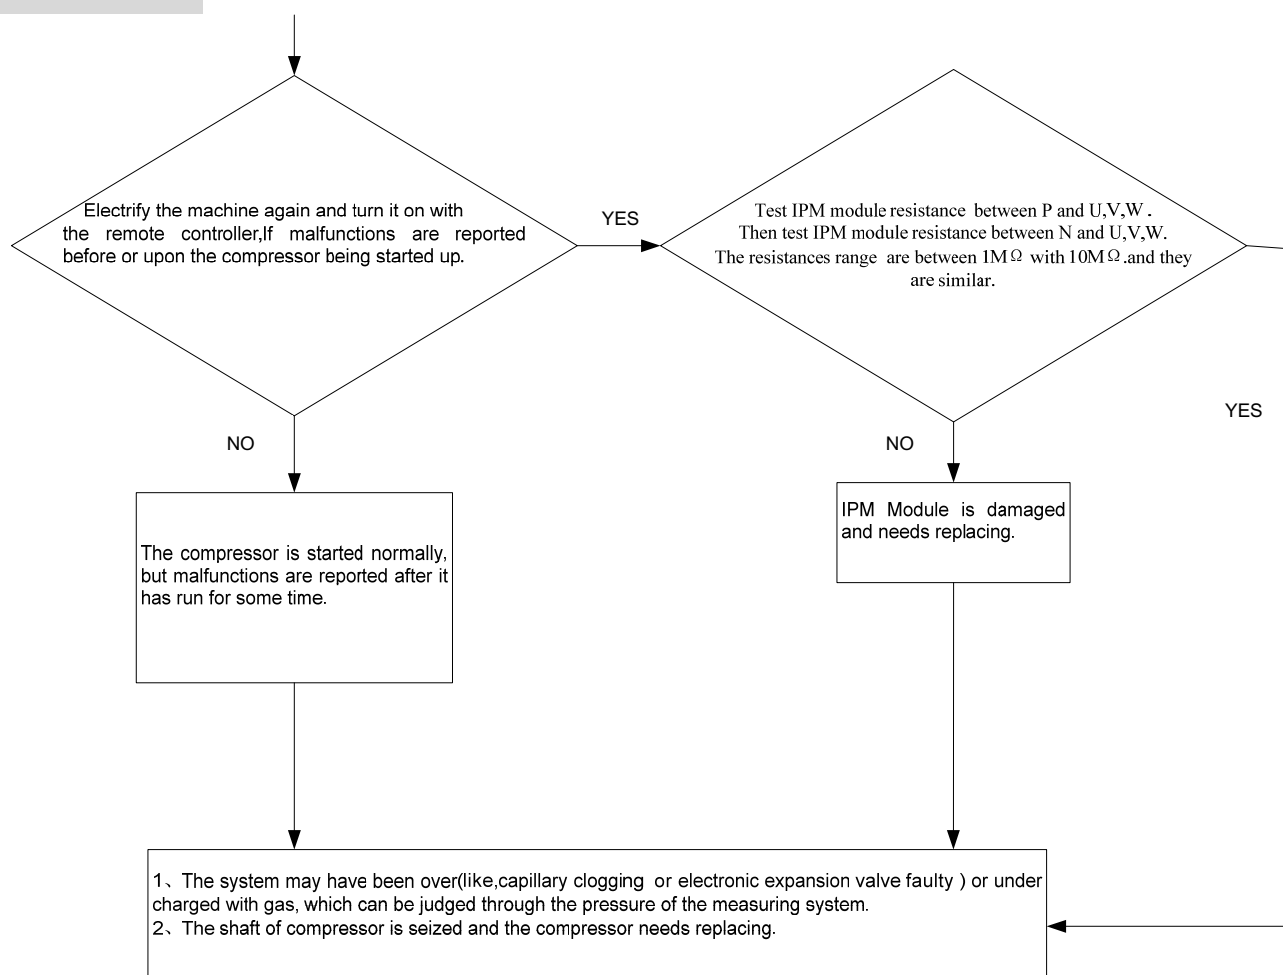 Electrify the machine again and turn it on with
the remote controller,If malfunctions are reported
before or upon the compressor being started up.
YES
Test IPM module resistance between P and U,V,W.
Then test IPM module resistance between N and U,V,W.
The resistances range are between 1MΩ with 10MΩ.and they
are similar.
YES
NO
NO
IPM Module is damaged
and needs replacing.
The compressor is started normally,
but malfunctions are reported after it
has run for some time.
1、The system may have been over(like,capillary clogging or electronic expansion valve faulty ) or under
charged with gas, which can be judged through the pressure of the measuring system.
2、The shaft of compressor is seized and the compressor needs replacing.